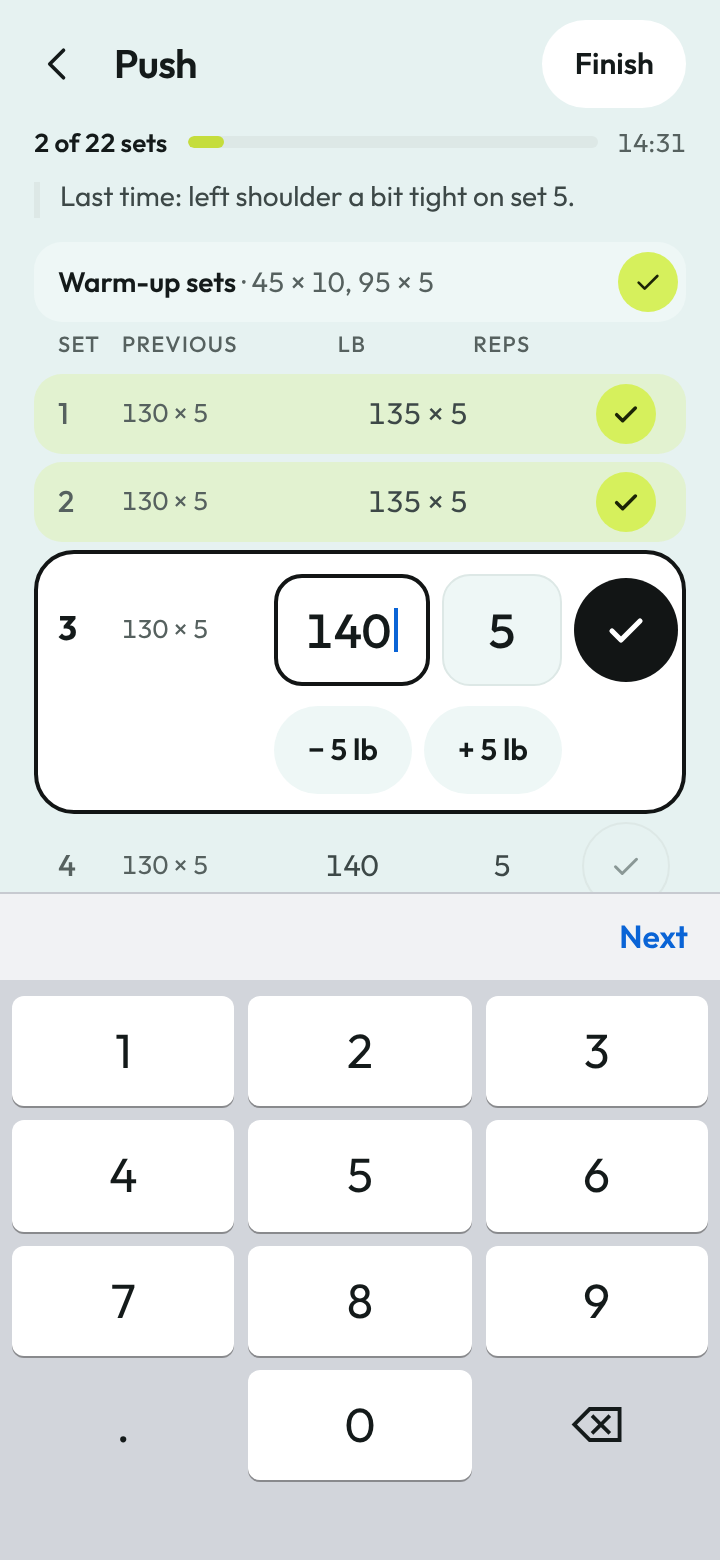 Push
Finish
2 of 22 sets
14:31
Last time: left shoulder a bit tight on set 5.
Warm-up sets · 45 × 10, 95 × 5
SET PREVIOUS LB REPS
1 130 × 5 135 × 5
2 130 × 5 135 × 5
3 130 × 5 140 5
− 5 lb + 5 lb
4 130 × 5 140 5
Next
1 2 3
4 5 6
7 8 9
. 0